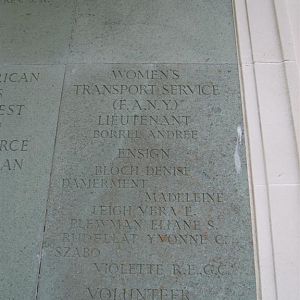 RICAN
S
EST
RCE
AN
WOMEN'S
TRANSPORT SERVICE
(F.A.N.Y.)
LIEUTENANT
BORREL ANDREE
ENSIGN
BLOCH DENISE
DAMERMENT
MADELEINE
LEIGH VERA E.
PLEWMAN ELIANE S.
RUDELLAT YVONNE C.
SZABO
VIOLETTE R.E. G.C.
VOLUNTEER